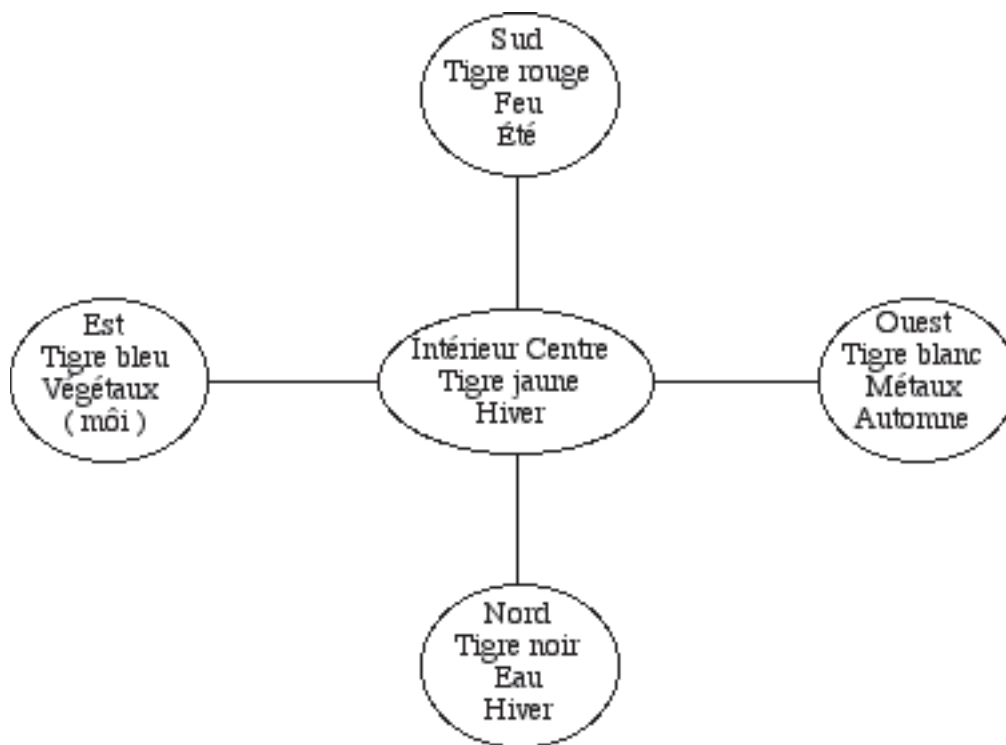 Sud
Tigre rouge
Feu
Été
Est
Tigre bleu
Végétaux
( môi )
Intérieur Centre
Tigre jaune
Hiver
Ouest
Tigre blanc
Métaux
Automne
Nord
Tigre noir
Eau
Hiver